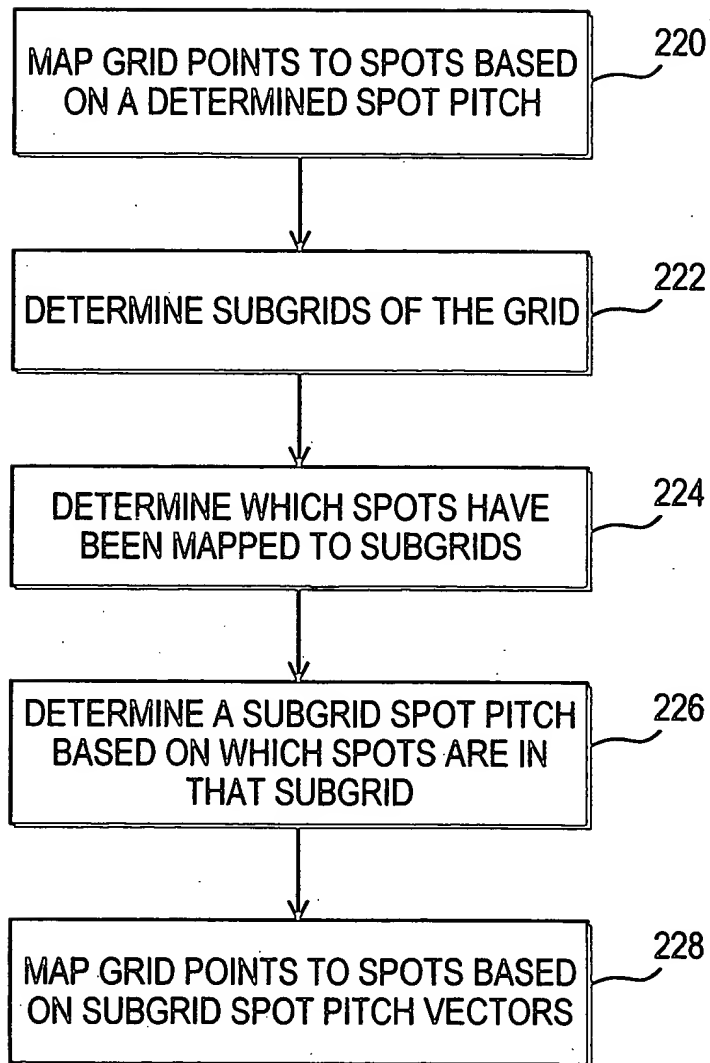 MAP GRID POINTS TO SPOTS BASED
ON A DETERMINED SPOT PITCH
220
DETERMINE SUBGRIDS OF THE GRID
222
DETERMINE WHICH SPOTS HAVE
BEEN MAPPED TO SUBGRIDS
224
DETERMINE A SUBGRID SPOT PITCH
BASED ON WHICH SPOTS ARE IN
THAT SUBGRID
226
MAP GRID POINTS TO SPOTS BASED
ON SUBGRID SPOT PITCH VECTORS
228